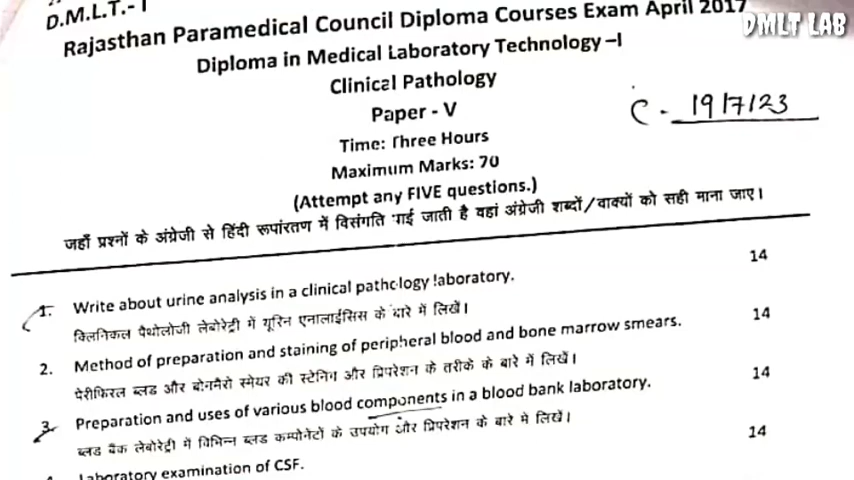 D.M.L.T.- I
DMLT LAB
Rajasthan Paramedical Council Diploma Courses Exam April 2017
Diploma in Medical Laboratory Technology –I
Clinical Pathology
Paper - V
C - 19/7/23
Time: Three Hours
Maximum Marks: 70
(Attempt any FIVE questions.)
जहाँ प्रश्नों के अंग्रेजी से हिंदी रूपांतरण में विसंगति पाई जाती है वहां अंग्रेजी शब्दों/वाक्यों को सही माना जाए।
1. Write about urine analysis in a clinical pathology laboratory. 14
क्लिनिकल पैथोलोजी लेबोरेट्री में यूरिन एनालाईसिस के बारे में लिखें।
2. Method of preparation and staining of peripheral blood and bone marrow smears. 14
पेरीफिरल ब्लड और बोनमैरो स्मेयर की स्टेनिंग और प्रिपरेशन के तरीके के बारे में लिखें।
3. Preparation and uses of various blood components in a blood bank laboratory. 14
ब्लड बैंक लेबोरेट्री में विभिन्न ब्लड कम्पोनेटों के उपयोग और प्रिपरेशन के बारे मे लिखें।
4. Laboratory examination of CSF. 14